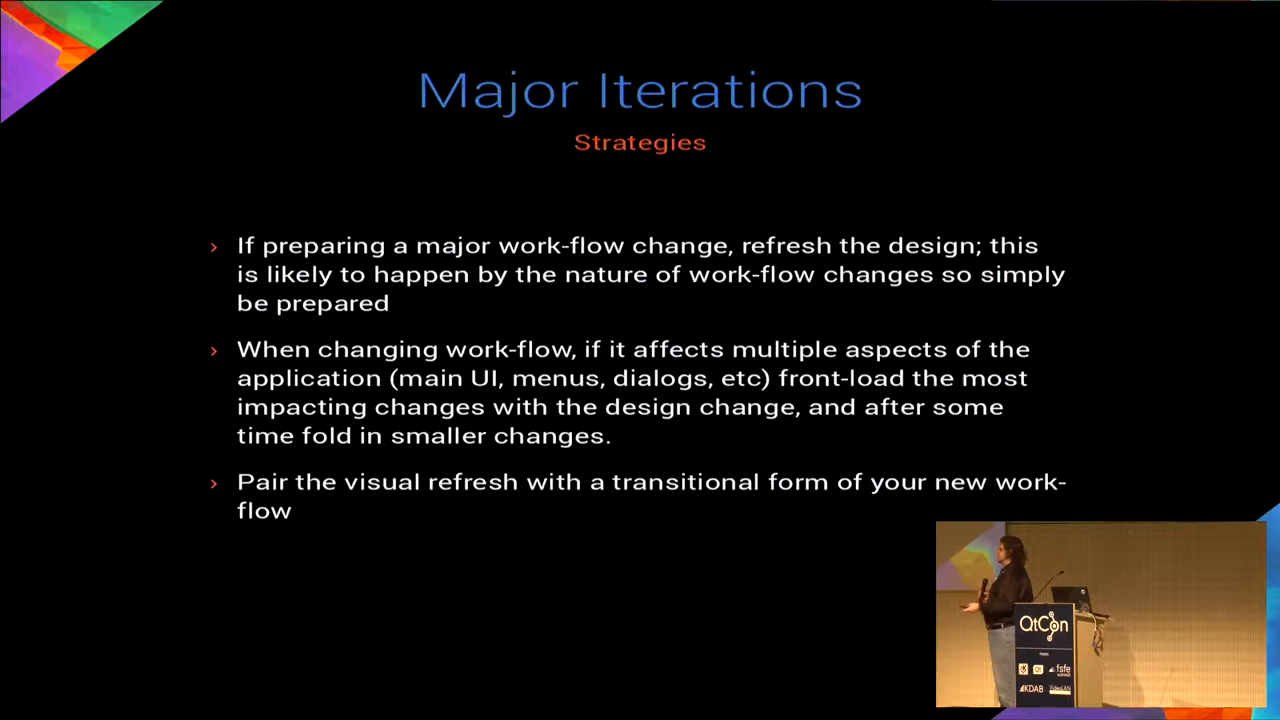 Major Iterations
Strategies
› If preparing a major work-flow change, refresh the design; this
is likely to happen by the nature of work-flow changes so simply
be prepared
› When changing work-flow, if it affects multiple aspects of the
application (main UI, menus, dialogs, etc) front-load the most
impacting changes with the design change, and after some
time fold in smaller changes.
› Pair the visual refresh with a transitional form of your new work-
flow
QtCon
fsfe
summit
KDAB
VideoLAN